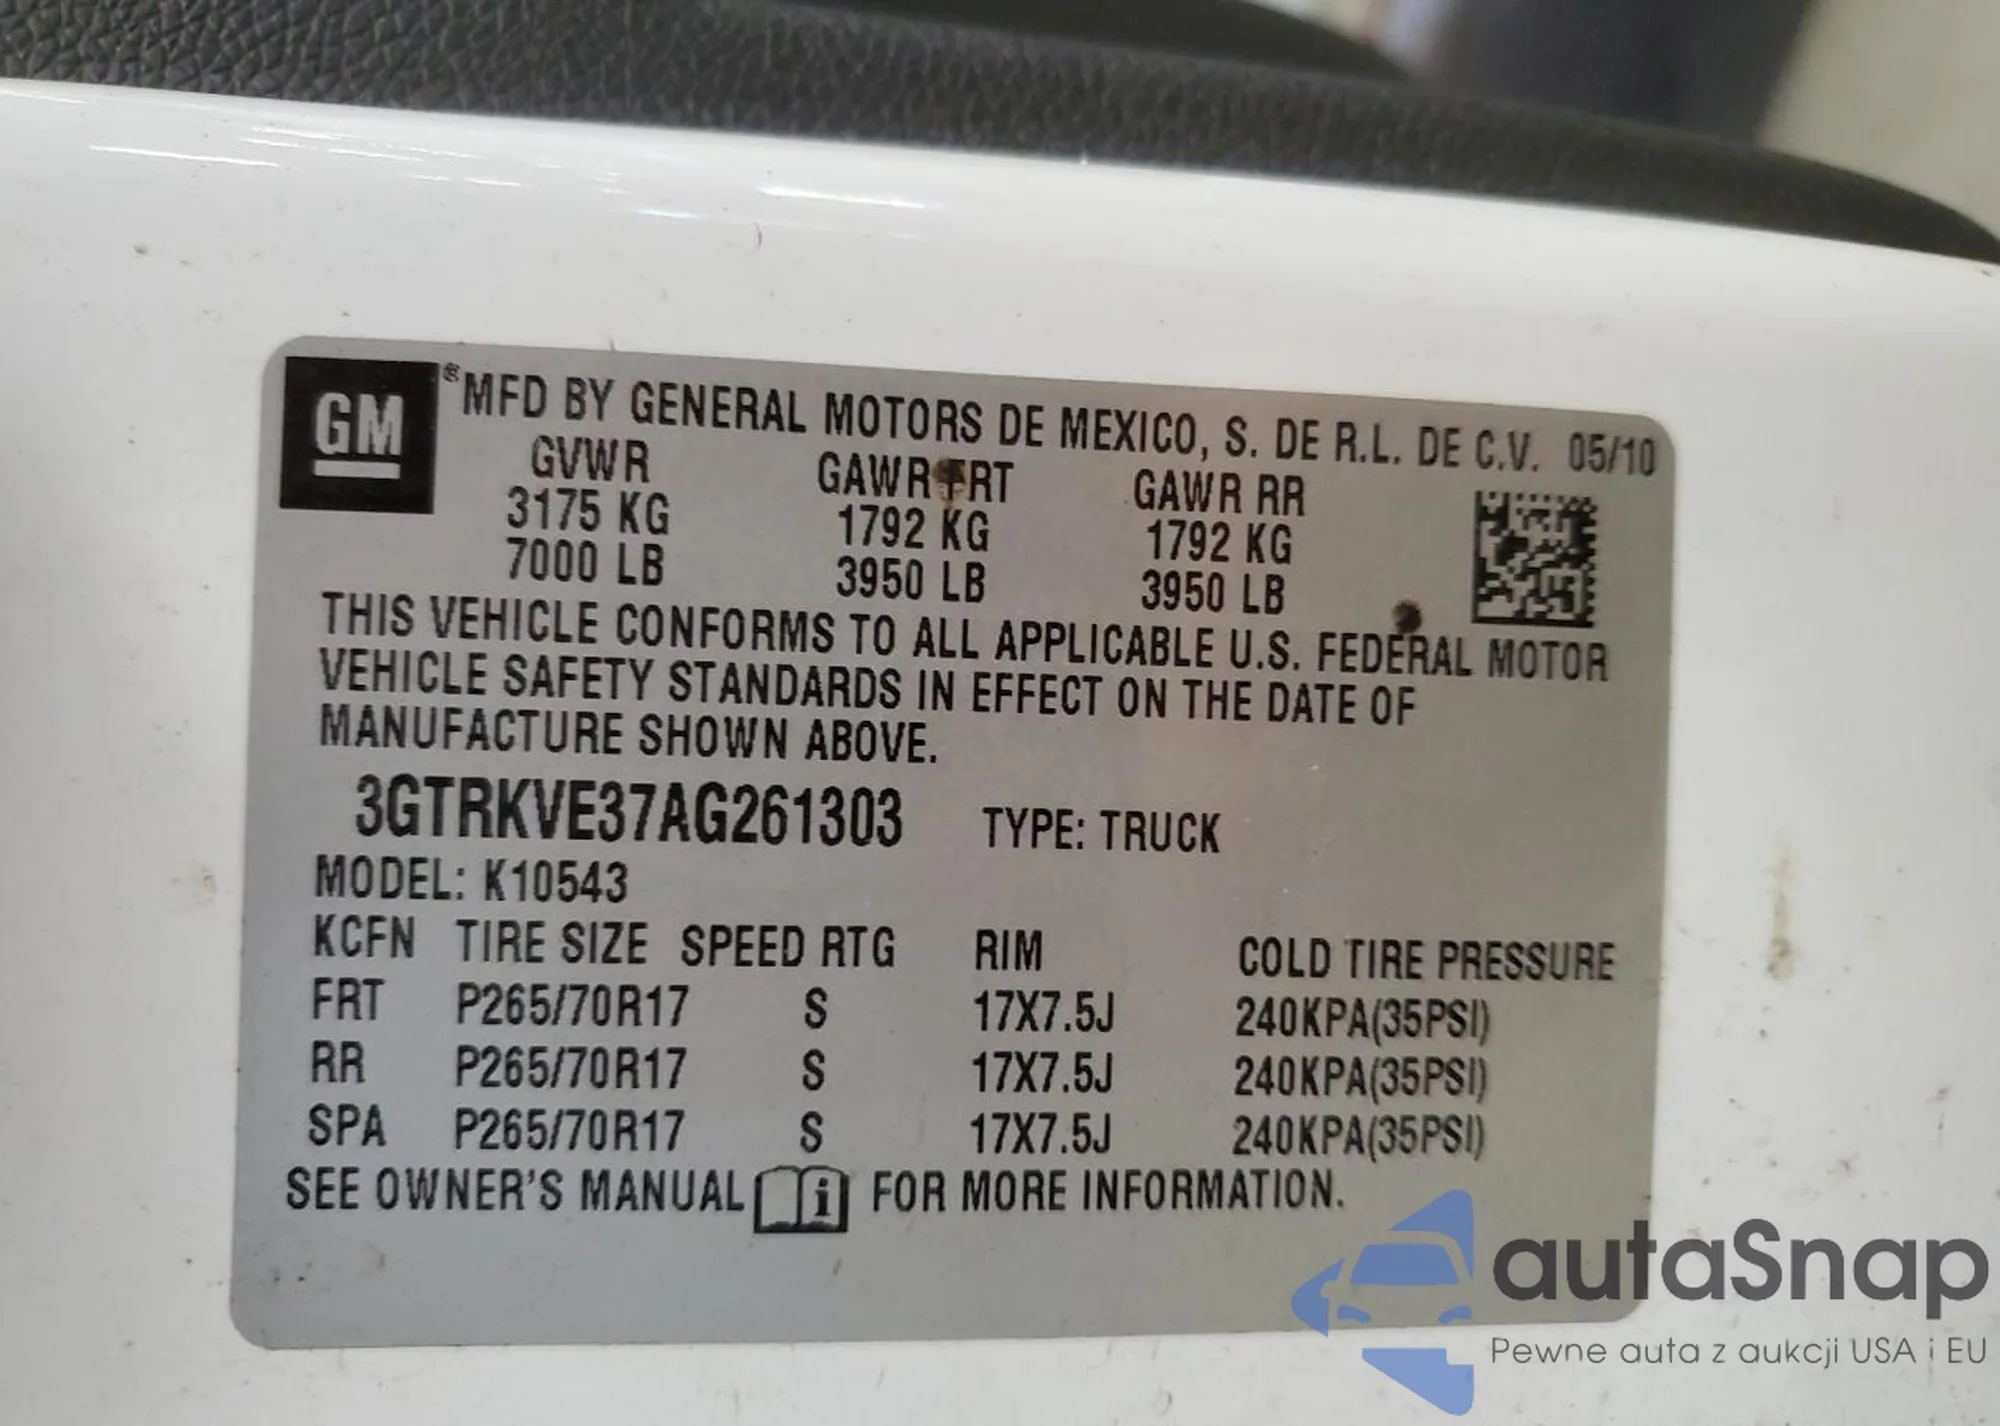 GM
®MFD BY GENERAL MOTORS DE MEXICO, S. DE R.L. DE C.V. 05/10
GVWR GAWR FRT GAWR RR
3175 KG 1792 KG 1792 KG
7000 LB 3950 LB 3950 LB
THIS VEHICLE CONFORMS TO ALL APPLICABLE U.S. FEDERAL MOTOR
VEHICLE SAFETY STANDARDS IN EFFECT ON THE DATE OF
MANUFACTURE SHOWN ABOVE.
3GTRKVE37AG261303 TYPE: TRUCK
MODEL: K10543
KCFN TIRE SIZE SPEED RTG RIM COLD TIRE PRESSURE
FRT P265/70R17 S 17X7.5J 240KPA(35PSI)
RR P265/70R17 S 17X7.5J 240KPA(35PSI)
SPA P265/70R17 S 17X7.5J 240KPA(35PSI)
SEE OWNER'S MANUAL i FOR MORE INFORMATION.
autaSnap
Pewne auta z aukcji USA i EU